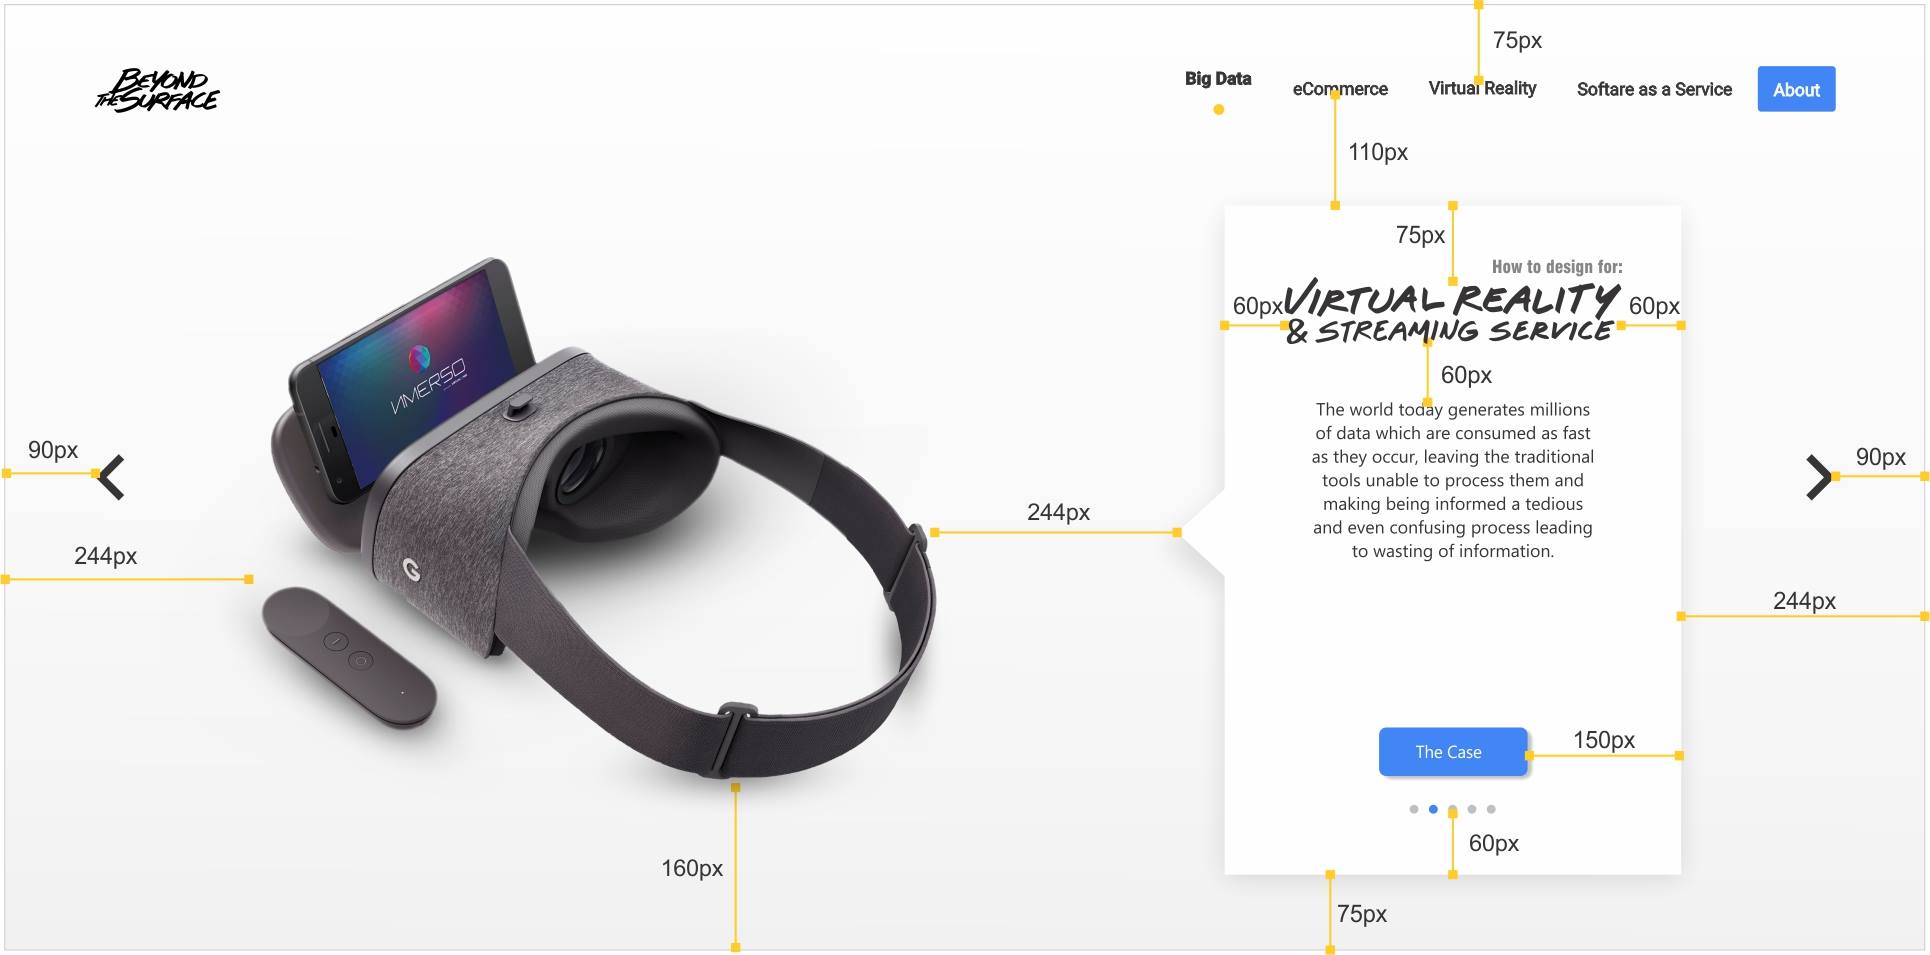 75px
BEYOND
THE SURFACE
Big Data
eCommerce
Virtual Reality
Softare as a Service
About
110px
75px
How to design for:
60px
VIRTUAL REALITY
60px
& STREAMING SERVICE
60px
The world today generates millions
of data which are consumed as fast
as they occur, leaving the traditional
tools unable to process them and
making being informed a tedious
and even confusing process leading
to wasting of information.
90px
90px
244px
244px
244px
G
150px
The Case
60px
160px
75px